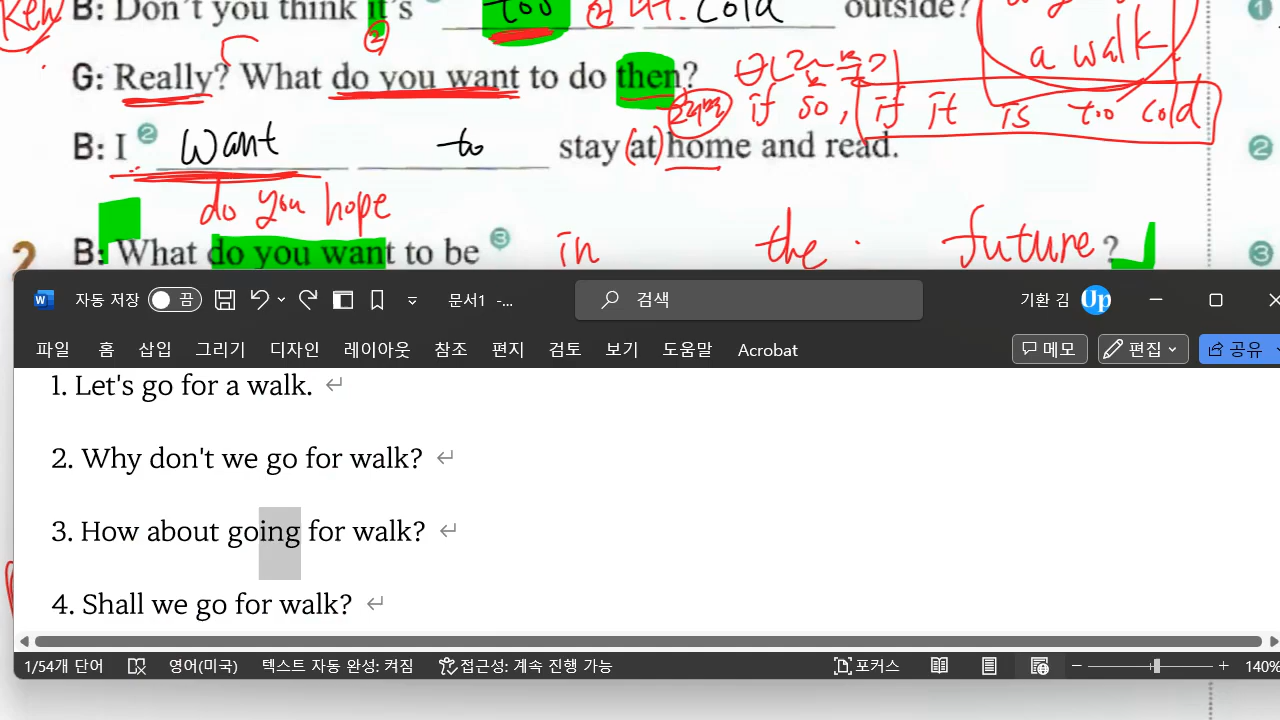 B: Don't you think it's too cold outside?
G: Really? What do you want to do then?
a walk
if so, if it is too cold
B: I ② want to stay (at) home and read.
do you hope
2 B: What do you want to be ③ in the future?
①
②
③
자동 저장 끔 문서1 -... 검색 기환 김 Up
파일 홈 삽입 그리기 디자인 레이아웃 참조 편지 검토 보기 도움말 Acrobat 메모 편집 공유
1. Let's go for a walk.
2. Why don't we go for walk?
3. How about going for walk?
4. Shall we go for walk?
1/54개 단어 영어(미국) 텍스트 자동 완성: 켜짐 접근성: 계속 진행 가능 포커스 140%